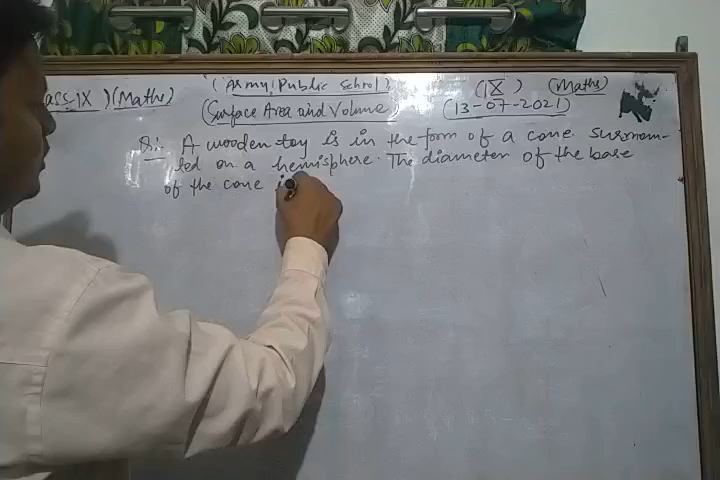 (Army Public School)
(IX) (Maths)
ass-IX) (Maths)
(Surface Area and Volume)
(13-07-2021)
Q1. A wooden toy is in the form of a cone surmoun-
ted on a hemisphere. The diameter of the base
of the cone i